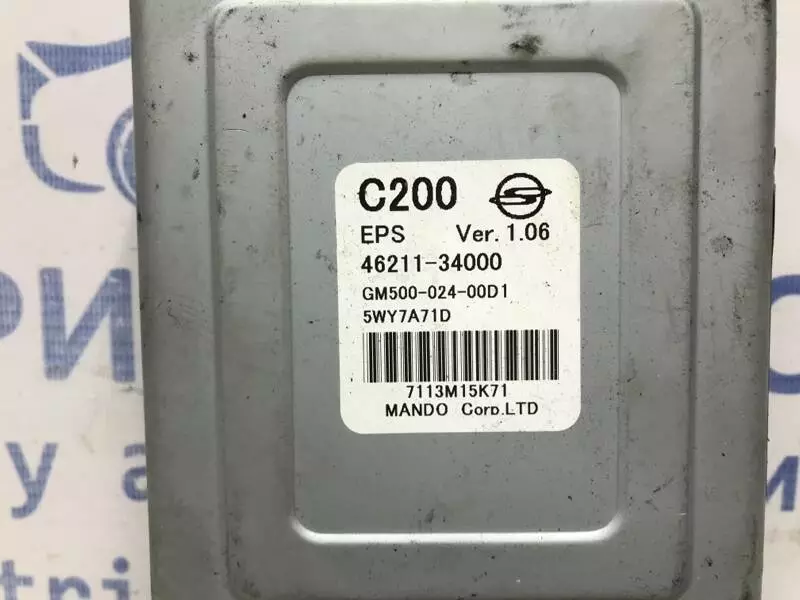 C200
EPS Ver. 1.06
46211-34000
GM500-024-00D1
5WY7A71D
7113M15K71
MANDO Corp.LTD